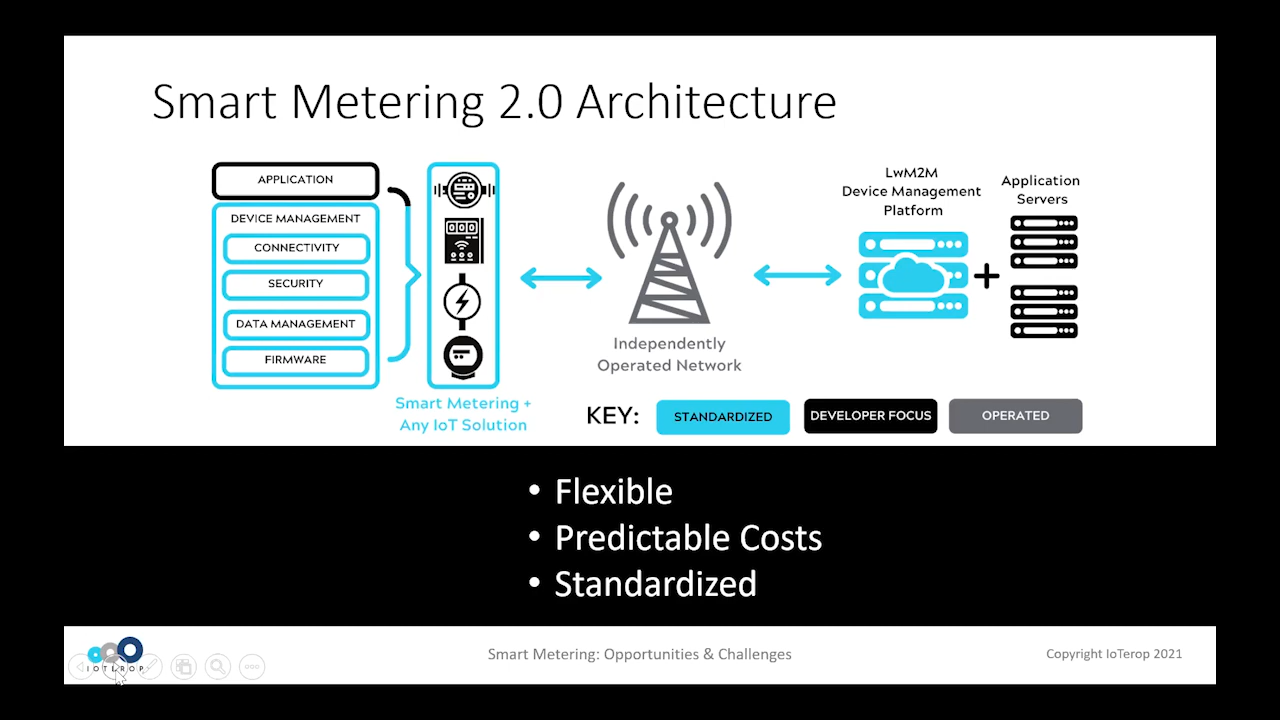 Smart Metering 2.0 Architecture
APPLICATION
DEVICE MANAGEMENT
CONNECTIVITY
SECURITY
DATA MANAGEMENT
FIRMWARE
Smart Metering +
Any IoT Solution
Independently
Operated Network
LwM2M
Device Management
Platform
Application
Servers
KEY:
STANDARDIZED
DEVELOPER FOCUS
OPERATED
• Flexible
• Predictable Costs
• Standardized
IOTEROP
Smart Metering: Opportunities & Challenges
Copyright IoTerop 2021